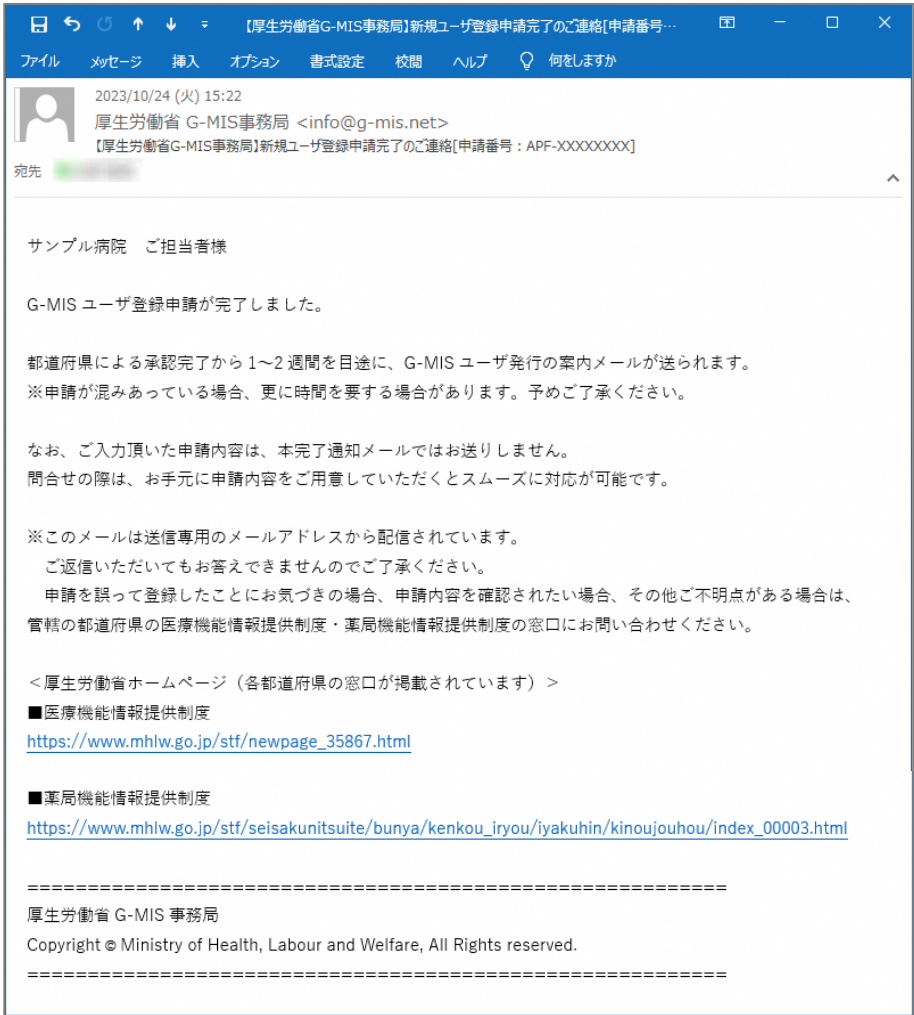 【厚生労働省G-MIS事務局】新規ユーザ登録申請完了のご連絡[申請番号…
ファイル メッセージ 挿入 オプション 書式設定 校閲 ヘルプ 何をしますか
2023/10/24 (火) 15:22
厚生労働省 G-MIS事務局 <info@g-mis.net>
【厚生労働省G-MIS事務局】新規ユーザ登録申請完了のご連絡[申請番号：APF-XXXXXXXX]
宛先
サンプル病院　ご担当者様
G-MIS ユーザ登録申請が完了しました。
都道府県による承認完了から 1～2 週間を目途に、G-MIS ユーザ発行の案内メールが送られます。
※申請が混みあっている場合、更に時間を要する場合があります。予めご了承ください。
なお、ご入力頂いた申請内容は、本完了通知メールではお送りしません。
問合せの際は、お手元に申請内容をご用意していただくとスムーズに対応が可能です。
※このメールは送信専用のメールアドレスから配信されています。
ご返信いただいてもお答えできませんのでご了承ください。
申請を誤って登録したことにお気づきの場合、申請内容を確認されたい場合、その他ご不明点がある場合は、
管轄の都道府県の医療機能情報提供制度・薬局機能情報提供制度の窓口にお問い合わせください。
＜厚生労働省ホームページ（各都道府県の窓口が掲載されています）＞
■医療機能情報提供制度
https://www.mhlw.go.jp/stf/newpage_35867.html
■薬局機能情報提供制度
https://www.mhlw.go.jp/stf/seisakunitsuite/bunya/kenkou_iryou/iyakuhin/kinoujouhou/index_00003.html
==========================================================
厚生労働省 G-MIS 事務局
Copyright © Ministry of Health, Labour and Welfare, All Rights reserved.
==========================================================